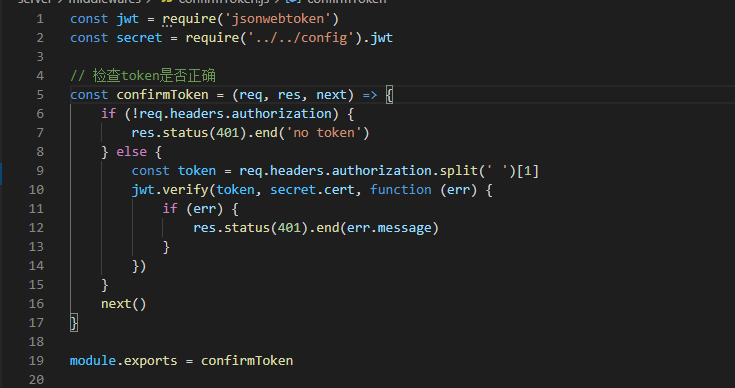 server > middlewares > confirmToken.js > confirmToken
1 const jwt = require('jsonwebtoken')
2 const secret = require('../../config').jwt
3
4 // 检查token是否正确
5 const confirmToken = (req, res, next) => {
6 if (!req.headers.authorization) {
7 res.status(401).end('no token')
8 } else {
9 const token = req.headers.authorization.split(' ')[1]
10 jwt.verify(token, secret.cert, function (err) {
11 if (err) {
12 res.status(401).end(err.message)
13 }
14 })
15 }
16 next()
17 }
18
19 module.exports = confirmToken
20